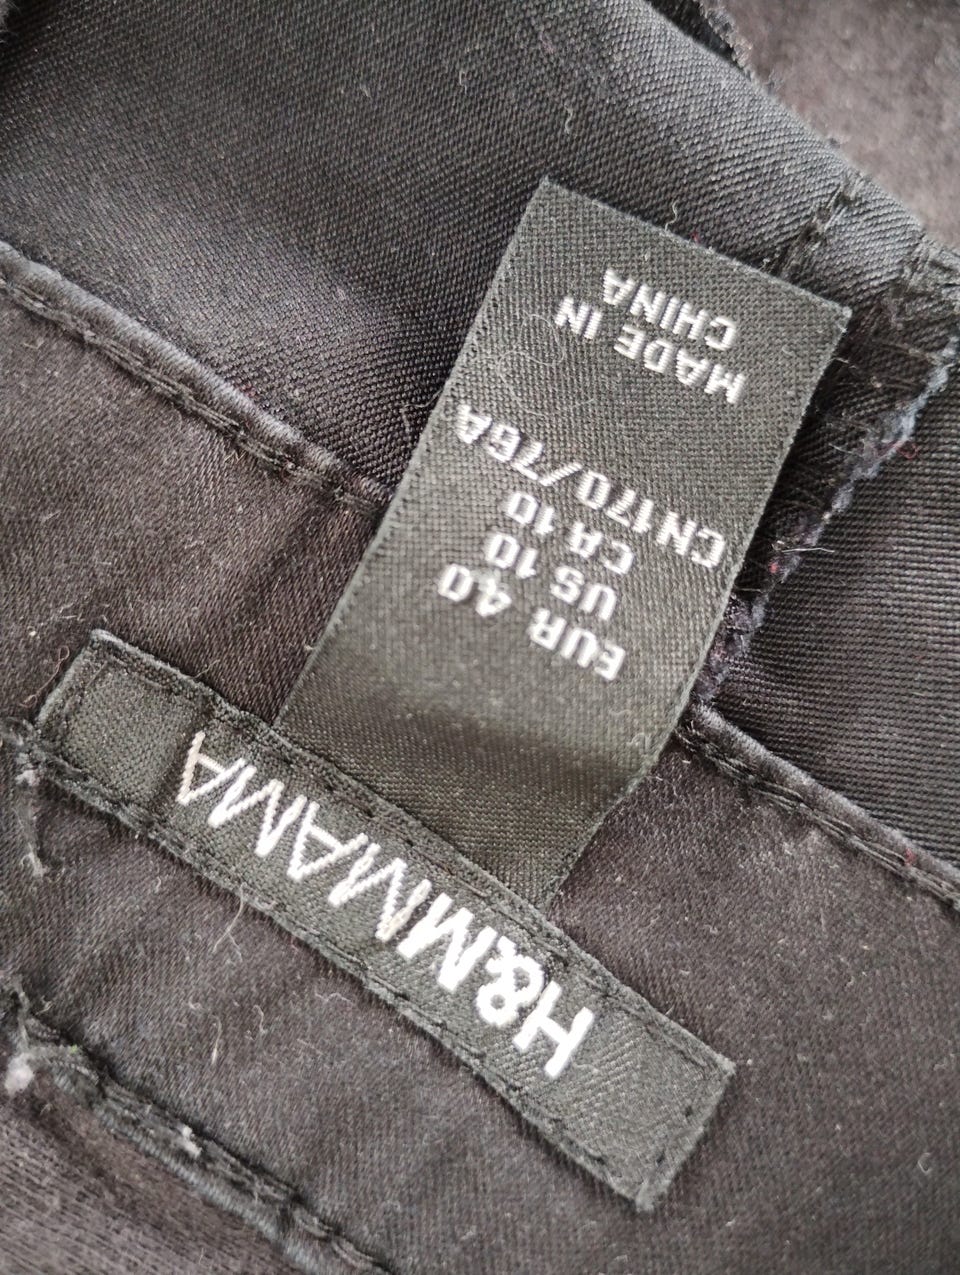 H&MMAMA
EUR 40
US 10
CA 10
CN170/76A
MADE IN
CHINA